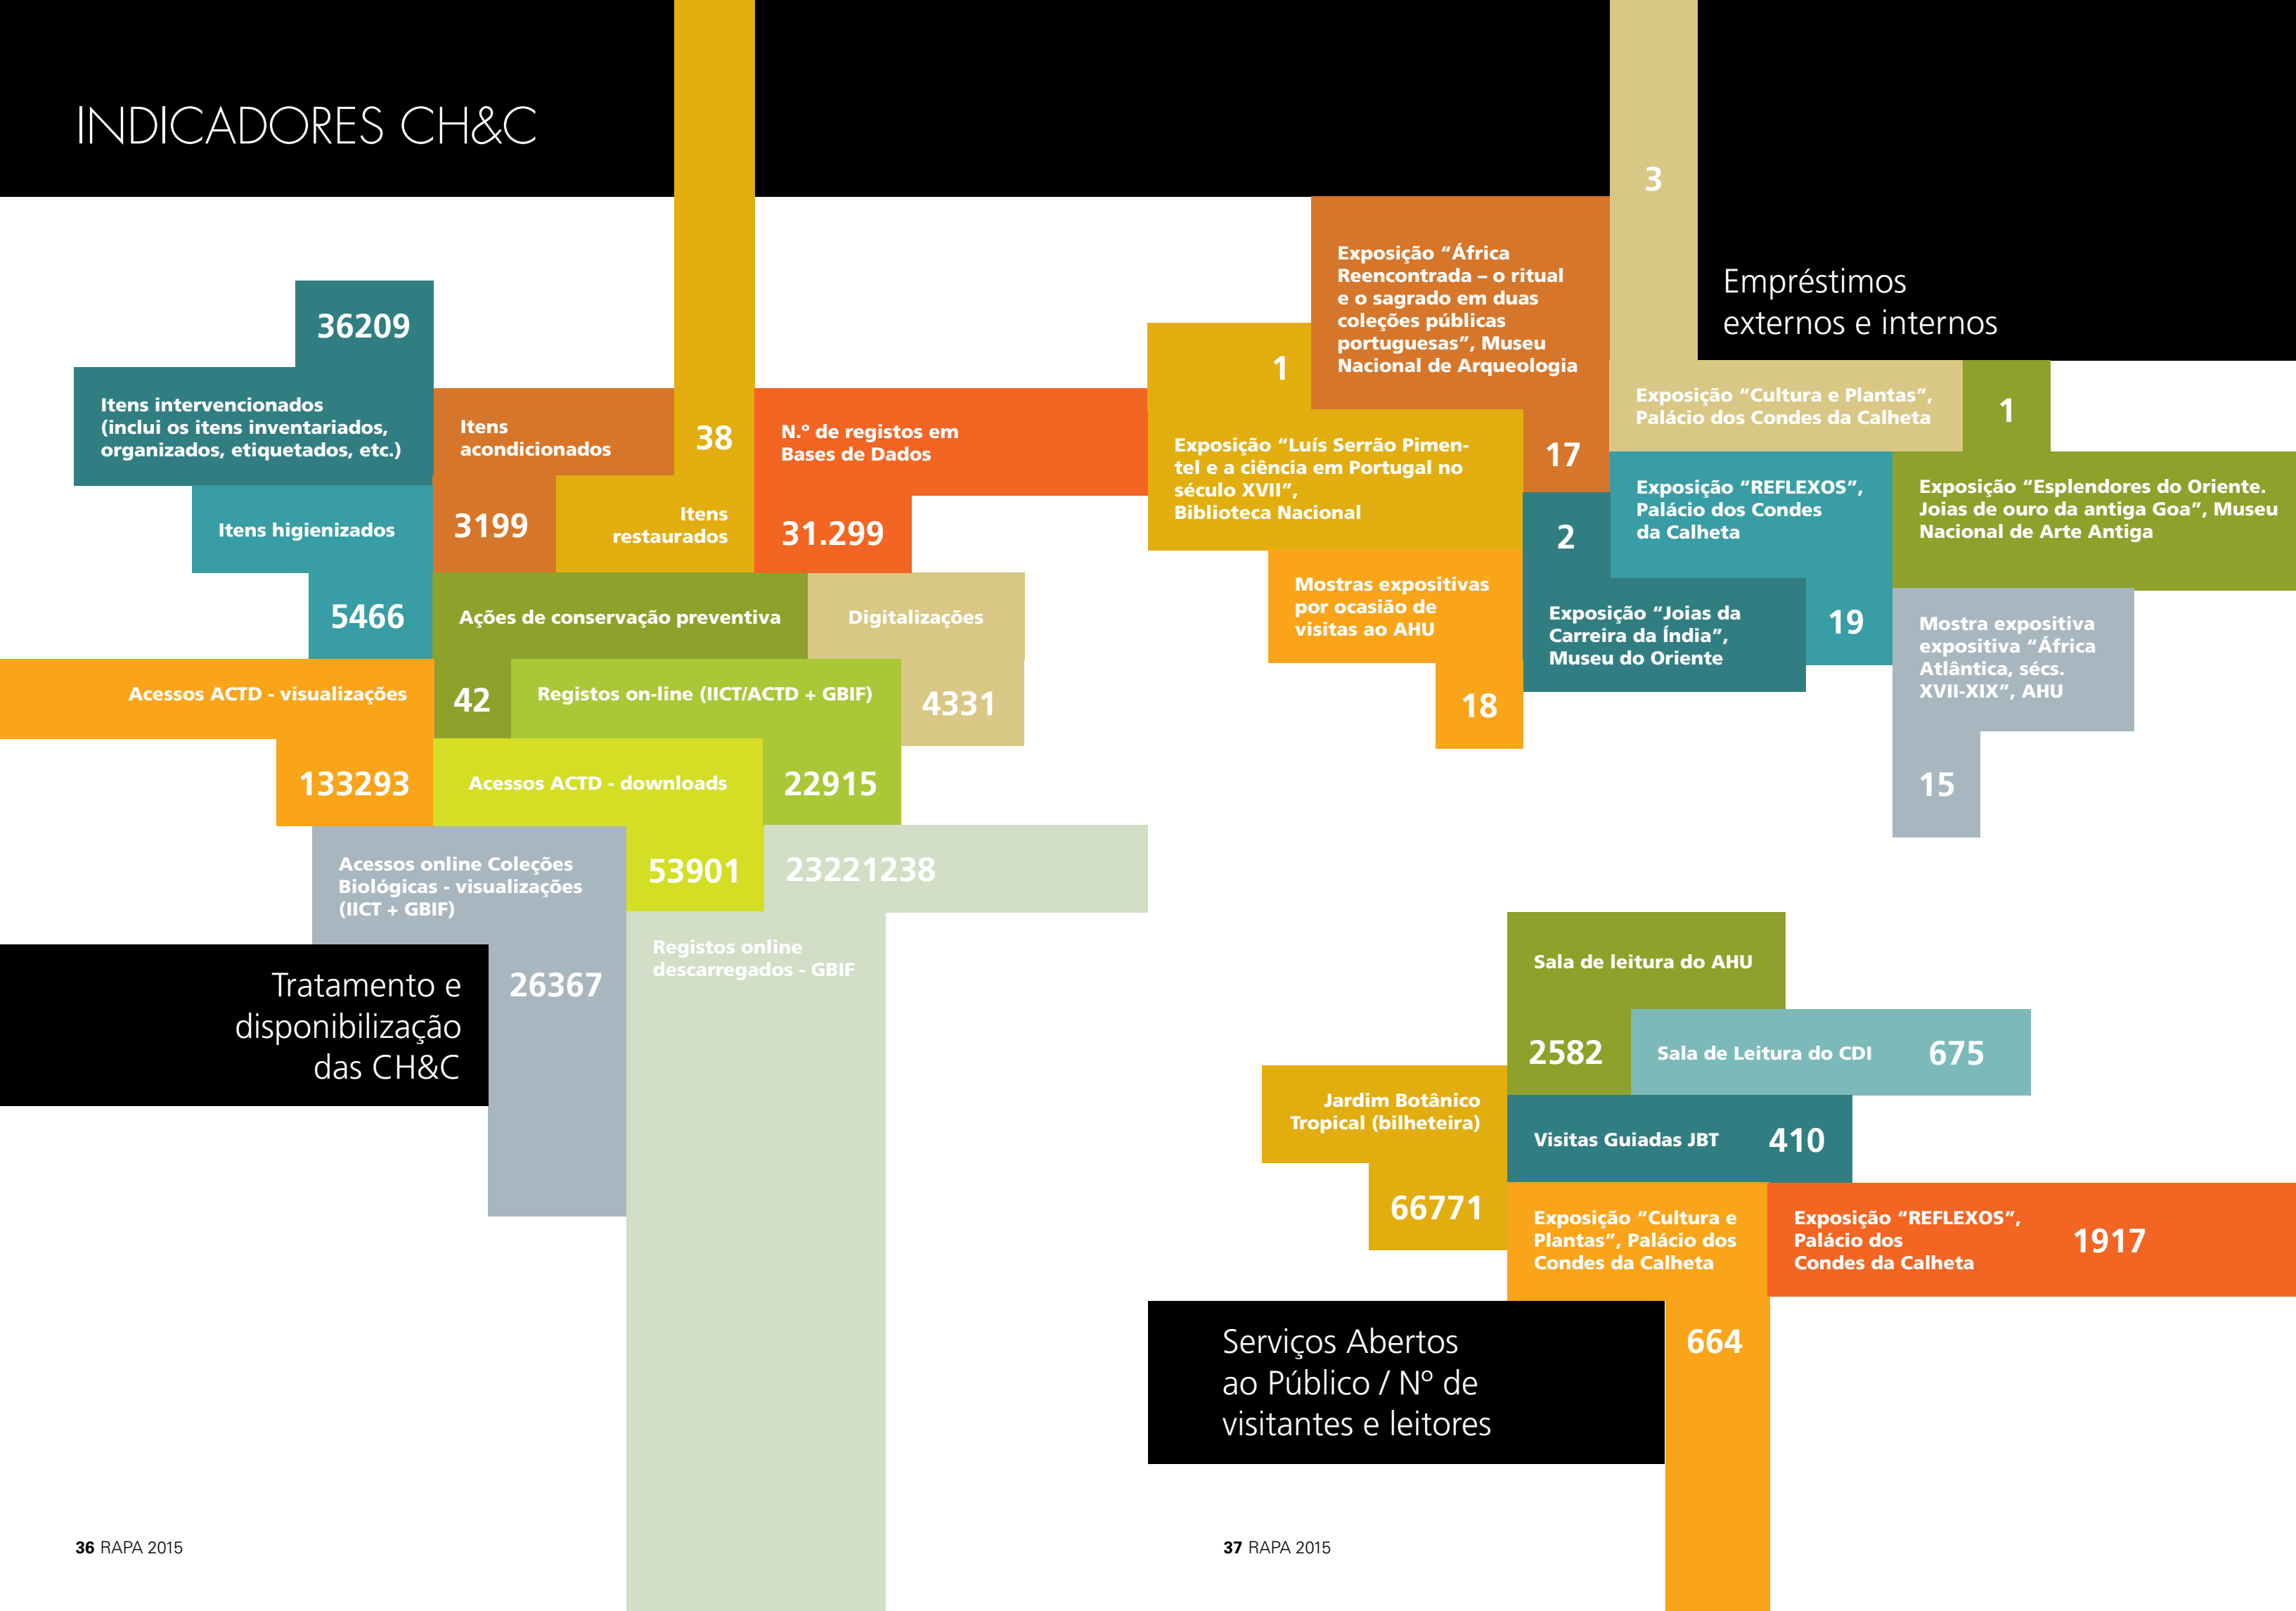 INDICADORES CH&C
36209
Itens intervencionados
(inclui os itens inventariados,
organizados, etiquetados, etc.)
Itens
acondicionados
3199
38
Itens
restaurados
N.º de registos em
Bases de Dados
31.299
Itens higienizados
5466
Ações de conservação preventiva
42
Digitalizações
4331
Acessos ACTD - visualizações
133293
Registos on-line (IICT/ACTD + GBIF)
22915
Acessos ACTD - downloads
53901
Acessos online Coleções
Biológicas - visualizações
(IICT + GBIF)
26367
23221238
Registos online
descarregados - GBIF
Tratamento e
disponibilização
das CH&C
36 RAPA 2015
3
Exposição “Cultura e Plantas”,
Palácio dos Condes da Calheta
Empréstimos
externos e internos
Exposição “África
Reencontrada – o ritual
e o sagrado em duas
coleções públicas
portuguesas”, Museu
Nacional de Arqueologia
17
1
Exposição “Luís Serrão Pimen-
tel e a ciência em Portugal no
século XVII”,
Biblioteca Nacional
1
Exposição “Esplendores do Oriente.
Joias de ouro da antiga Goa”, Museu
Nacional de Arte Antiga
Exposição “REFLEXOS”,
Palácio dos Condes
da Calheta
19
2
Exposição “Joias da
Carreira da Índia”,
Museu do Oriente
Mostras expositivas
por ocasião de
visitas ao AHU
18
Mostra expositiva
expositiva “África
Atlântica, sécs.
XVII-XIX”, AHU
15
Sala de leitura do AHU
2582
Sala de Leitura do CDI 675
Jardim Botânico
Tropical (bilheteira)
66771
Visitas Guiadas JBT 410
Exposição “Cultura e
Plantas”, Palácio dos
Condes da Calheta
664
Exposição “REFLEXOS”,
Palácio dos
Condes da Calheta
1917
Serviços Abertos
ao Público / Nº de
visitantes e leitores
37 RAPA 2015